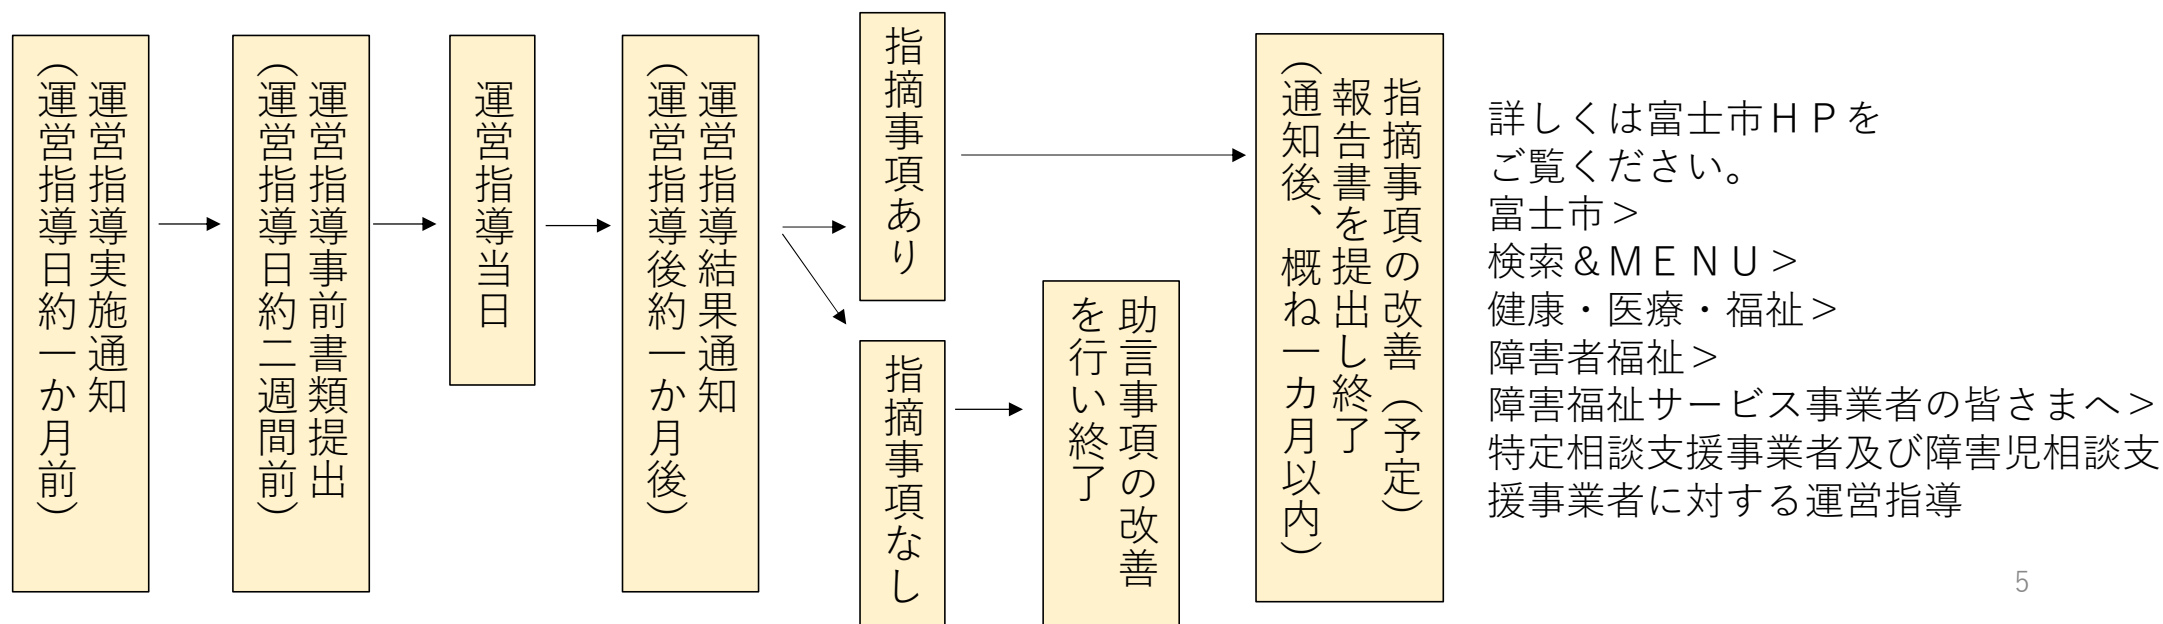 運営指導実施通知
（運営指導日約一か月前）
運営指導事前書類提出
（運営指導日約二週間前）
運営指導当日
運営指導結果通知
（運営指導後約一か月後）
指摘事項あり
指摘事項なし
助言事項の改善
を行い終了
指摘事項の改善（予定）
報告書を提出し終了
（通知後、概ね一カ月以内）
詳しくは富士市ＨＰを
ご覧ください。
富士市＞
検索＆ＭＥＮＵ＞
健康・医療・福祉＞
障害者福祉＞
障害福祉サービス事業者の皆さまへ＞
特定相談支援事業者及び障害児相談支
援事業者に対する運営指導
5